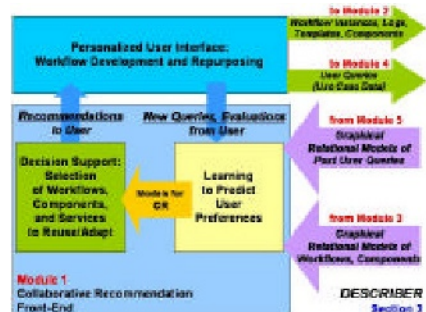 to Module 2
Workflow Instances, Logs,
Templates, Components
Personalized User Interface:
Workflow Development and Repurposing
to Module 4
User Queries
(Use Case Data)
Recommendations
to User
New Queries, Evaluations
from User
from Module 5
Graphical
Relational Models of
Past User Queries
Decision Support:
Selection
of Workflows,
Components,
and Services
to Reuse/Adapt
Models for
CR
Learning
to Predict
User
Preferences
from Module 3
Graphical
Relational Models of
Workflows, Components
Module 1
Collaborative Recommendation
Front-End
DESCRIBER
Section 3